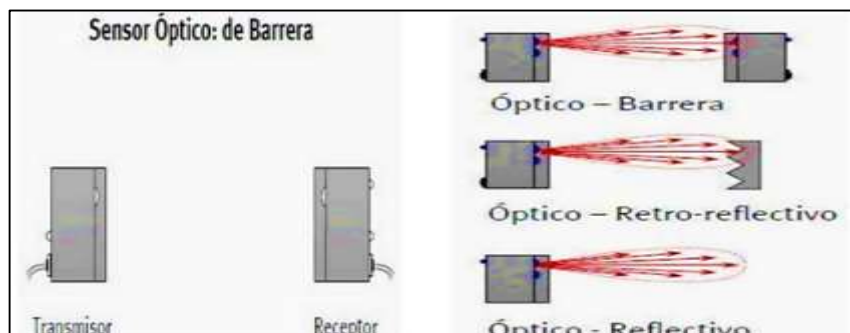 Sensor Óptico: de Barrera
Transmisor
Receptor
Óptico – Barrera
Óptico – Retro-reflectivo
Óptico - Reflectivo